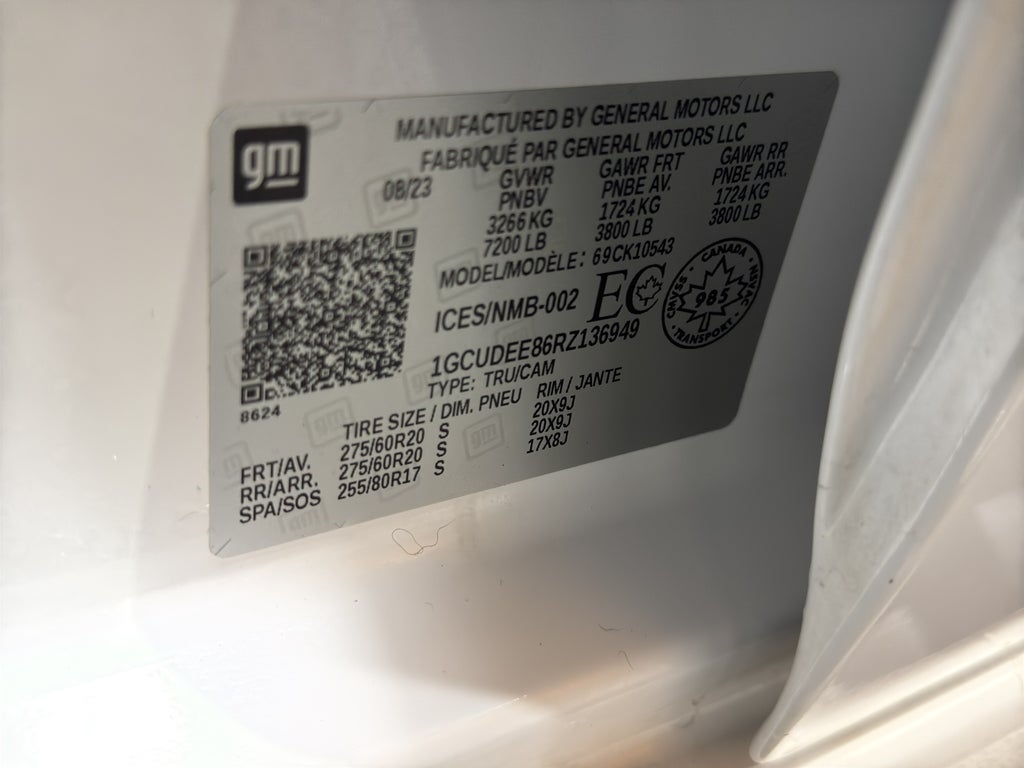 gm
MANUFACTURED BY GENERAL MOTORS LLC
FABRIQUÉ PAR GENERAL MOTORS LLC
08/23 GVWR GAWR FRT GAWR RR
PNBV PNBE AV. PNBE ARR.
3266 KG 1724 KG 1724 KG
7200 LB 3800 LB 3800 LB
MODEL/MODÈLE: 69CK10543
ICES/NMB-002 EC
CANADA
985
TRANSPORT
1GCUDEE86RZ136949
TYPE: TRU/CAM
8624
TIRE SIZE / DIM. PNEU RIM / JANTE
FRT/AV. 275/60R20 S 20X9J
RR/ARR. 275/60R20 S 20X9J
SPA/SOS 255/80R17 S 17X8J